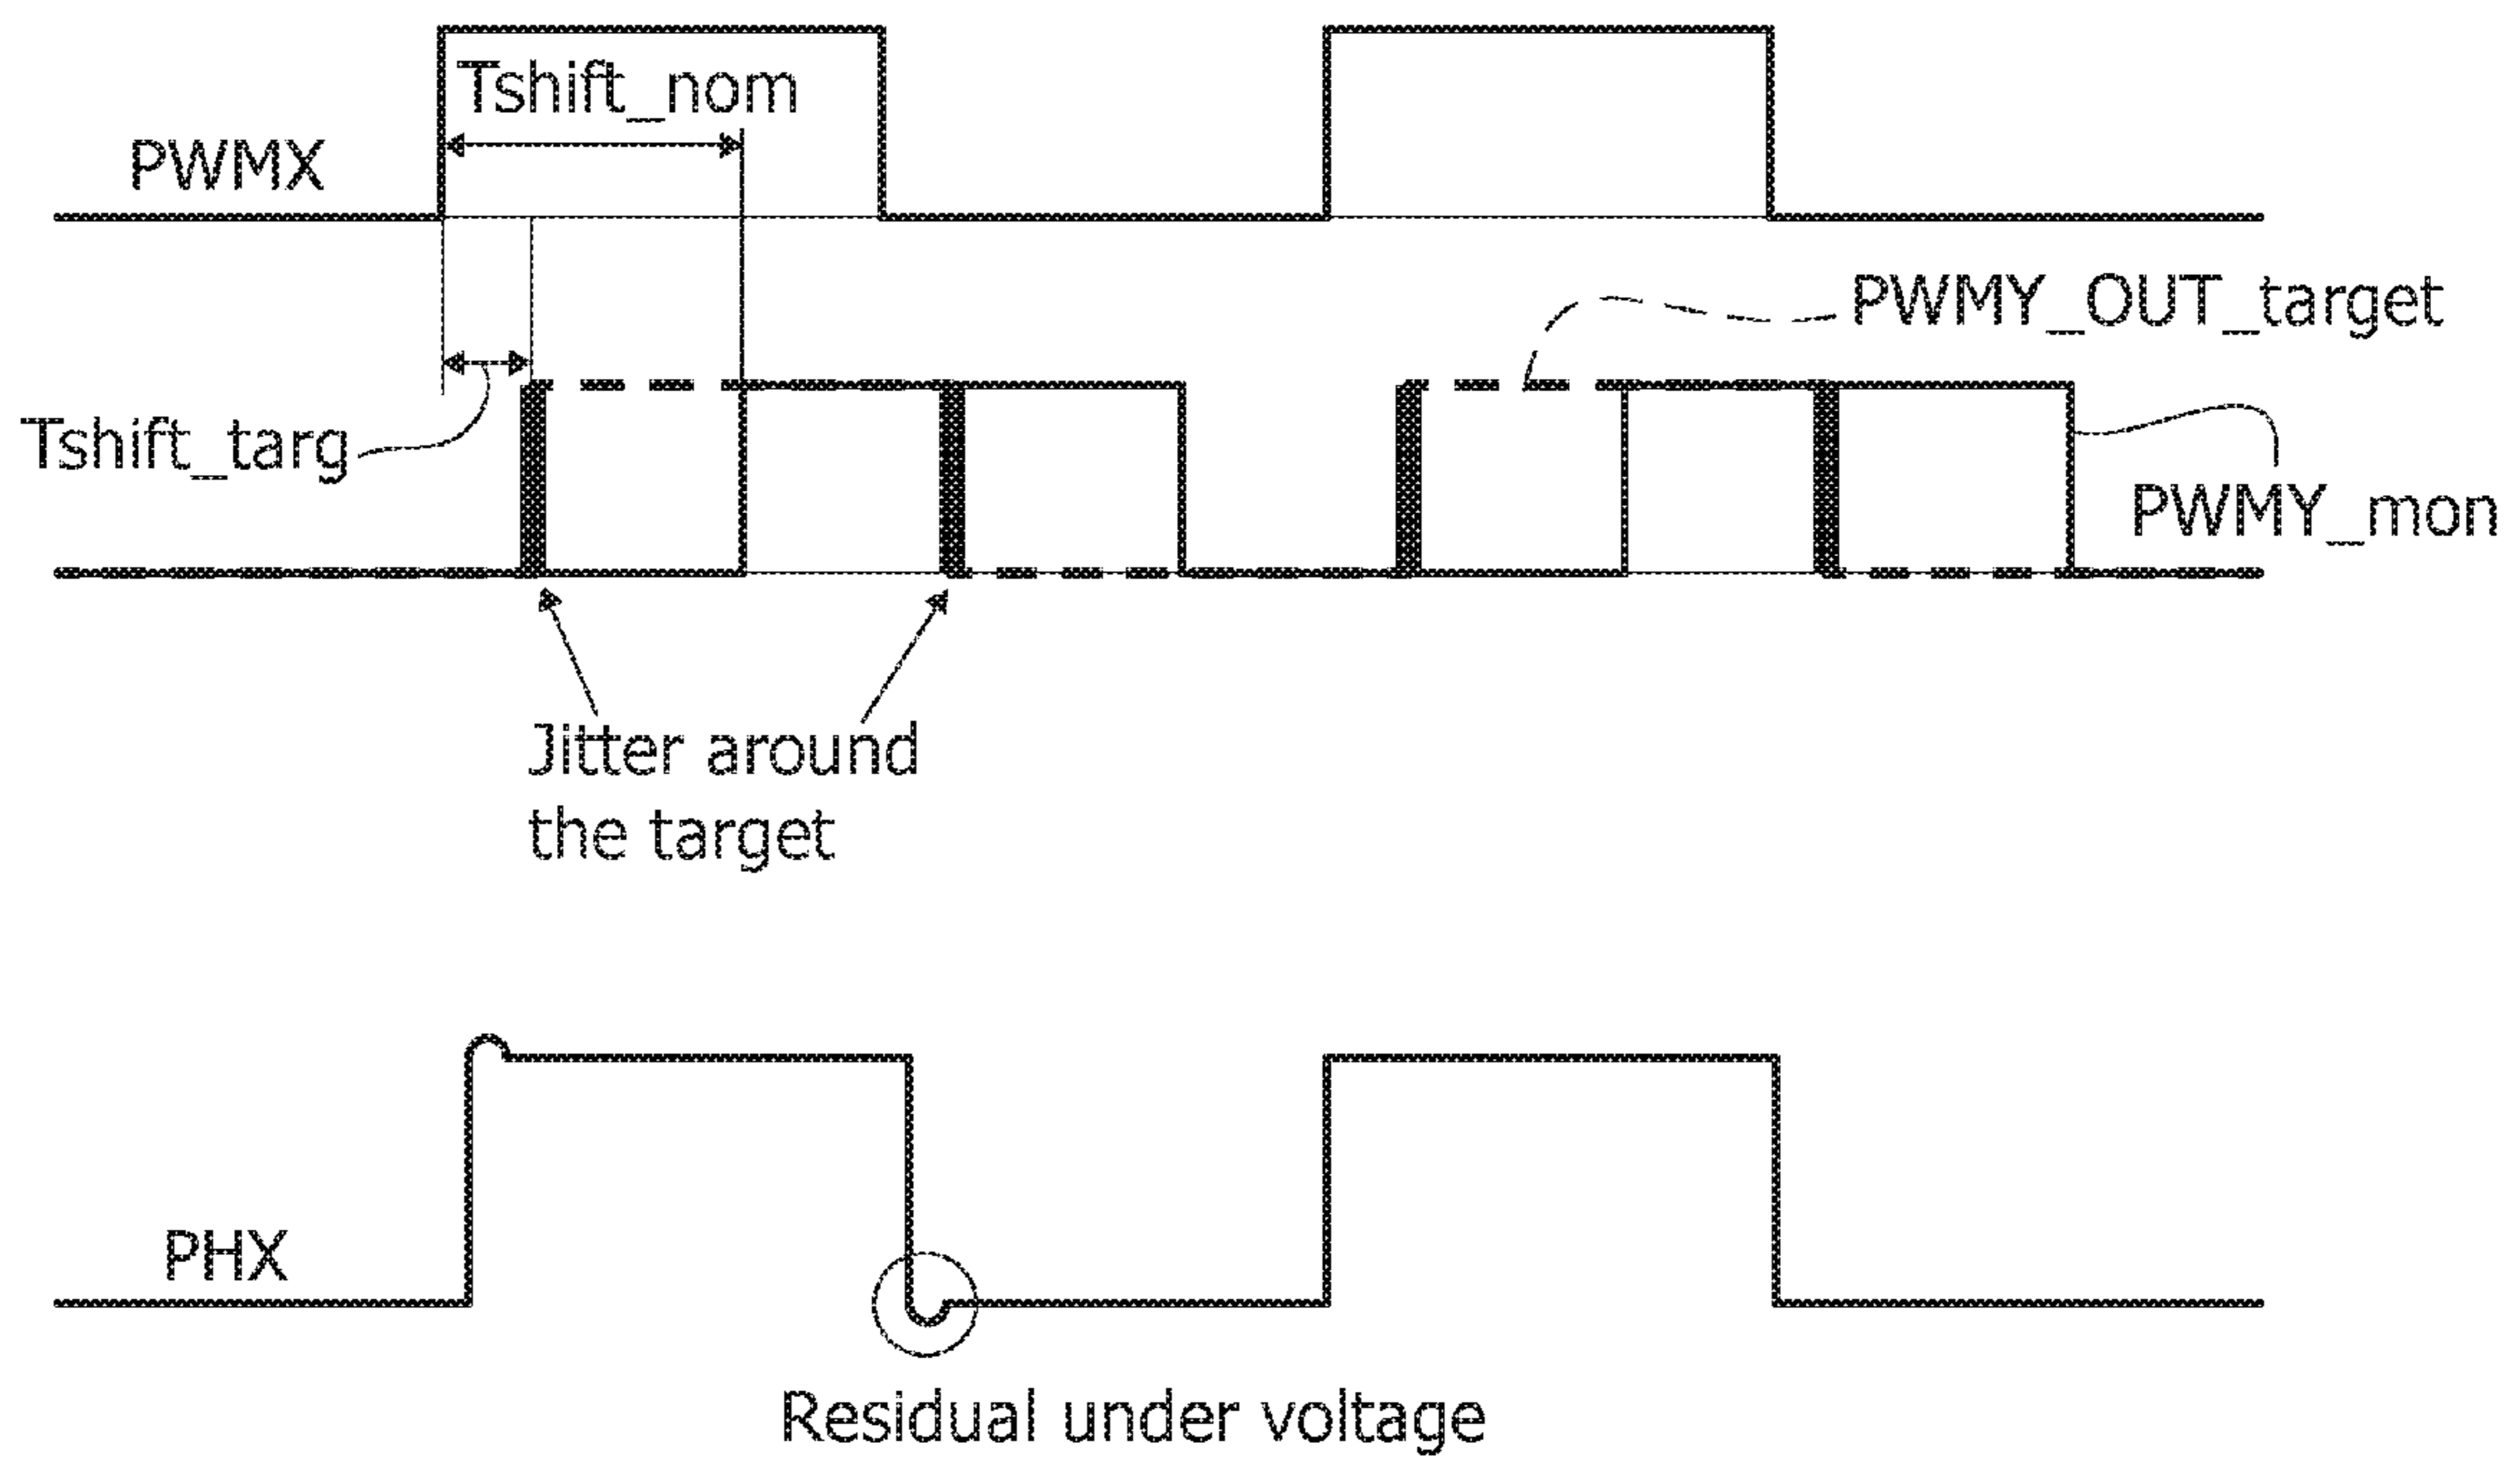 Tshift_nom
PWMX
PWMY_OUT_target
Tshift_targ
PWMY_mon
Jitter around
the target
PHX
Residual under voltage